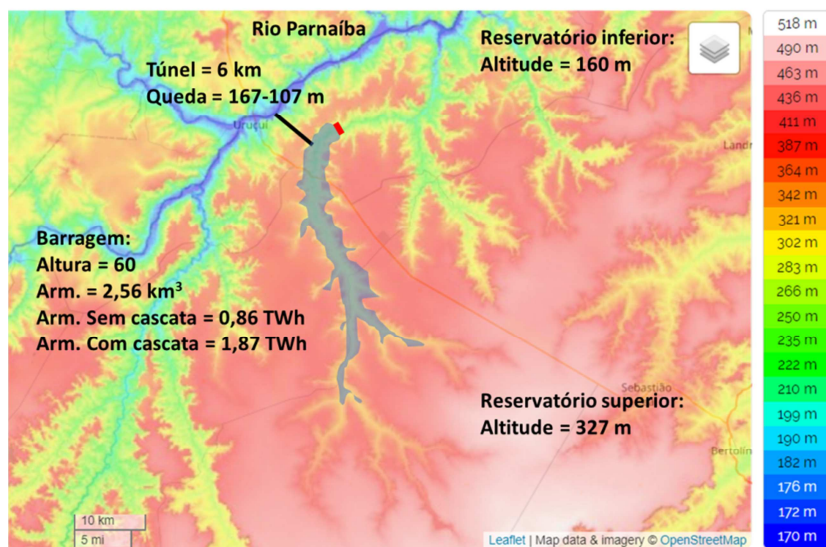 Rio Parnaíba
Túnel = 6 km
Queda = 167-107 m
Reservatório inferior:
Altitude = 160 m
Uruçuí
Barragem:
Altura = 60
Arm. = 2,56 km³
Arm. Sem cascata = 0,86 TWh
Arm. Com cascata = 1,87 TWh
Reservatório superior:
Altitude = 327 m
Sebastião
Bertolín
Landr
10 km
5 mi
Leaflet | Map data & imagery © OpenStreetMap
518 m
490 m
463 m
436 m
411 m
387 m
364 m
342 m
321 m
302 m
283 m
266 m
250 m
235 m
222 m
210 m
199 m
190 m
182 m
176 m
172 m
170 m